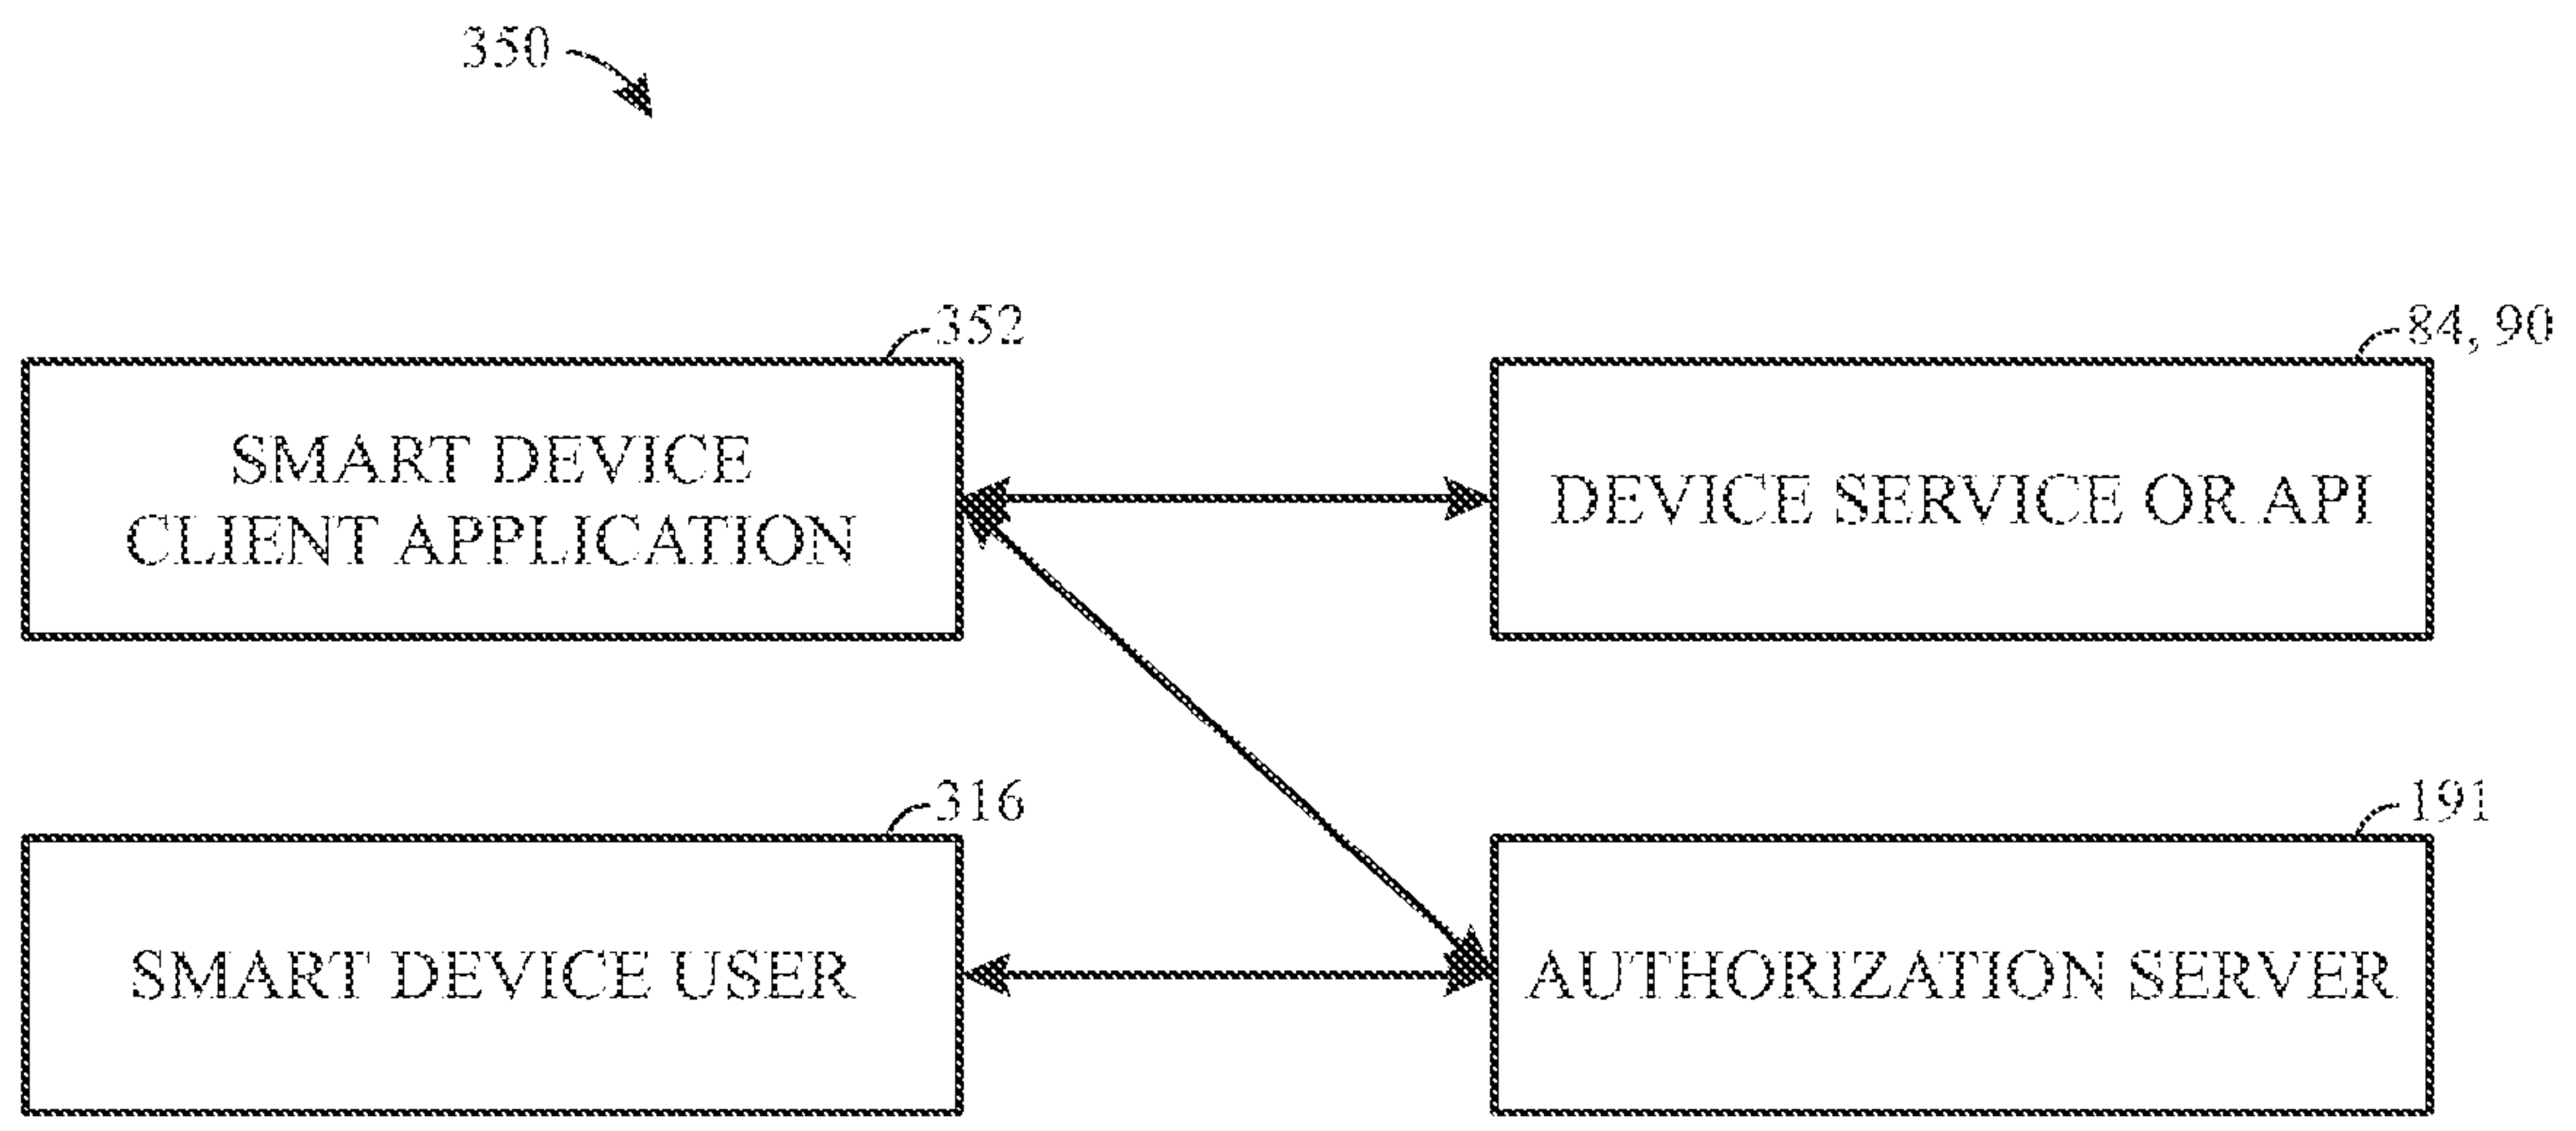 350
352
84, 90
SMART DEVICE
CLIENT APPLICATION
DEVICE SERVICE OR API
316
191
SMART DEVICE USER
AUTHORIZATION SERVER